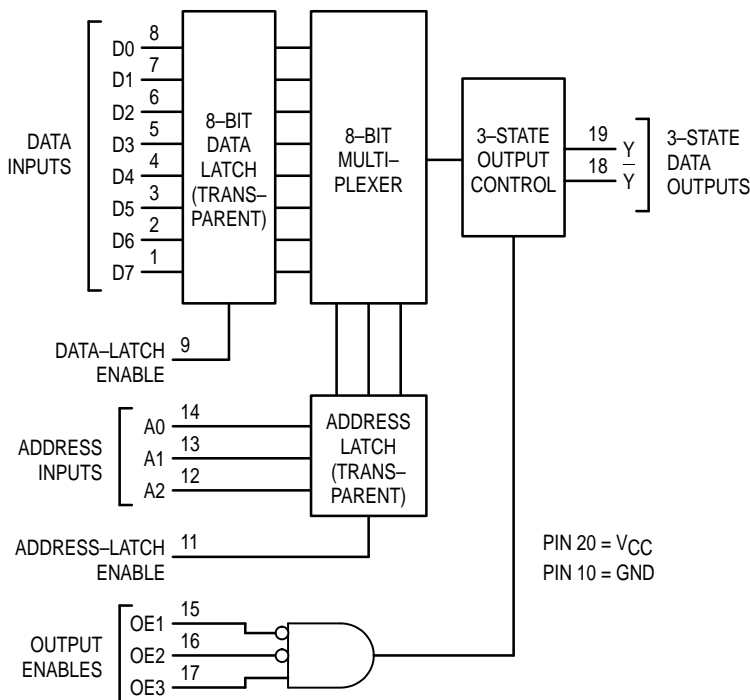 DATA
INPUTS
D0 8
D1 7
D2 6
D3 5
D4 4
D5 3
D6 2
D7 1
8–BIT
DATA
LATCH
(TRANS–
PARENT)
8–BIT
MULTI–
PLEXER
3–STATE
OUTPUT
CONTROL
19 Y
18 Y̅
3–STATE
DATA
OUTPUTS
DATA–LATCH
ENABLE
9
ADDRESS
INPUTS
A0 14
A1 13
A2 12
ADDRESS
LATCH
(TRANS–
PARENT)
ADDRESS–LATCH
ENABLE
11
PIN 20 = VCC
PIN 10 = GND
OUTPUT
ENABLES
OE1 15
OE2 16
OE3 17